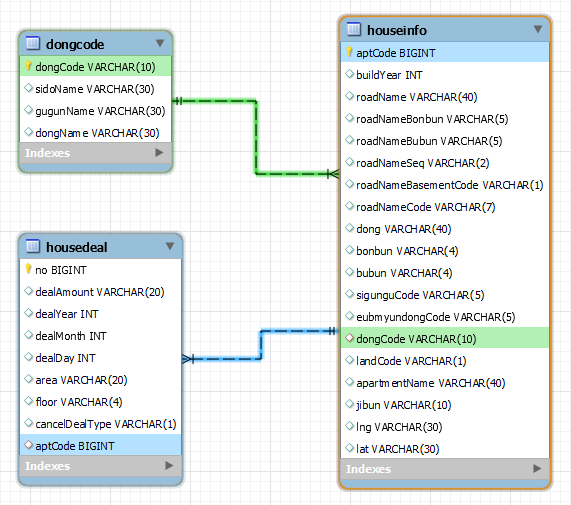 dongcode
dongCode VARCHAR(10)
sidoName VARCHAR(30)
gugunName VARCHAR(30)
dongName VARCHAR(30)
Indexes
housedeal
no BIGINT
dealAmount VARCHAR(20)
dealYear INT
dealMonth INT
dealDay INT
area VARCHAR(20)
floor VARCHAR(4)
cancelDealType VARCHAR(1)
aptCode BIGINT
Indexes
houseinfo
aptCode BIGINT
buildYear INT
roadName VARCHAR(40)
roadNameBonbun VARCHAR(5)
roadNameBubun VARCHAR(5)
roadNameSeq VARCHAR(2)
roadNameBasementCode VARCHAR(1)
roadNameCode VARCHAR(7)
dong VARCHAR(40)
bonbun VARCHAR(4)
bubun VARCHAR(4)
sigunguCode VARCHAR(5)
eubmyundongCode VARCHAR(5)
dongCode VARCHAR(10)
landCode VARCHAR(1)
apartmentName VARCHAR(40)
jibun VARCHAR(10)
lng VARCHAR(30)
lat VARCHAR(30)
Indexes